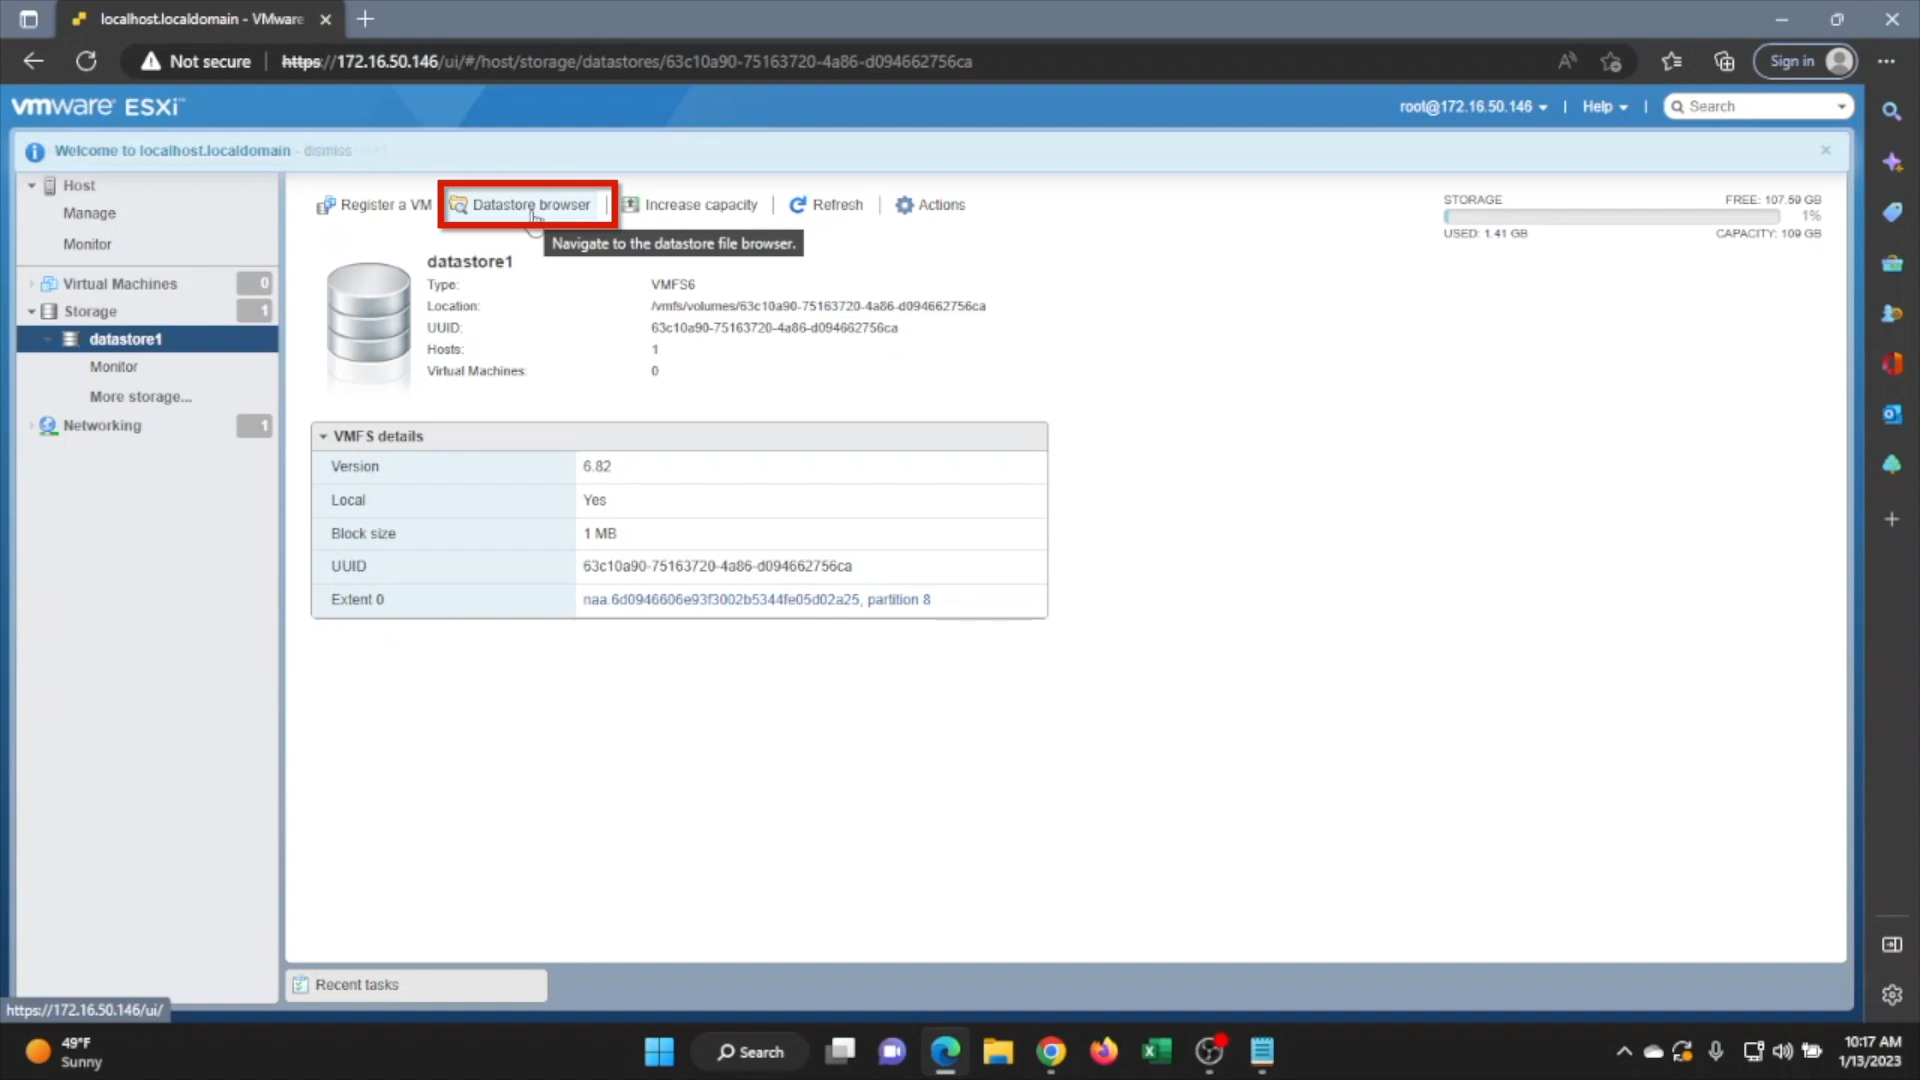 localhost.localdomain - VMware
Not secure
https://172.16.50.146/ui/#/host/storage/datastores/63c10a90-75163720-4a86-d094662756ca
Sign in
vmware ESXi™
root@172.16.50.146 | Help | Search
Welcome to localhost.localdomain - dismiss
Host
Manage
Monitor
Virtual Machines 0
Storage 1
datastore1
Monitor
More storage...
Networking 1
Register a VM
Datastore browser | Increase capacity | Refresh | Actions
Navigate to the datastore file browser.
STORAGE FREE: 107.59 GB
1%
USED: 1.41 GB CAPACITY: 109 GB
datastore1
Type: VMFS6
Location: /vmfs/volumes/63c10a90-75163720-4a86-d094662756ca
UUID: 63c10a90-75163720-4a86-d094662756ca
Hosts: 1
Virtual Machines: 0
VMFS details
Version 6.82
Local Yes
Block size 1 MB
UUID 63c10a90-75163720-4a86-d094662756ca
Extent 0 naa.6d0946606e93f3002b5344fe05d02a25, partition 8
Recent tasks
https://172.16.50.146/ui/
49°F
Sunny
Search
10:17 AM
1/13/2023